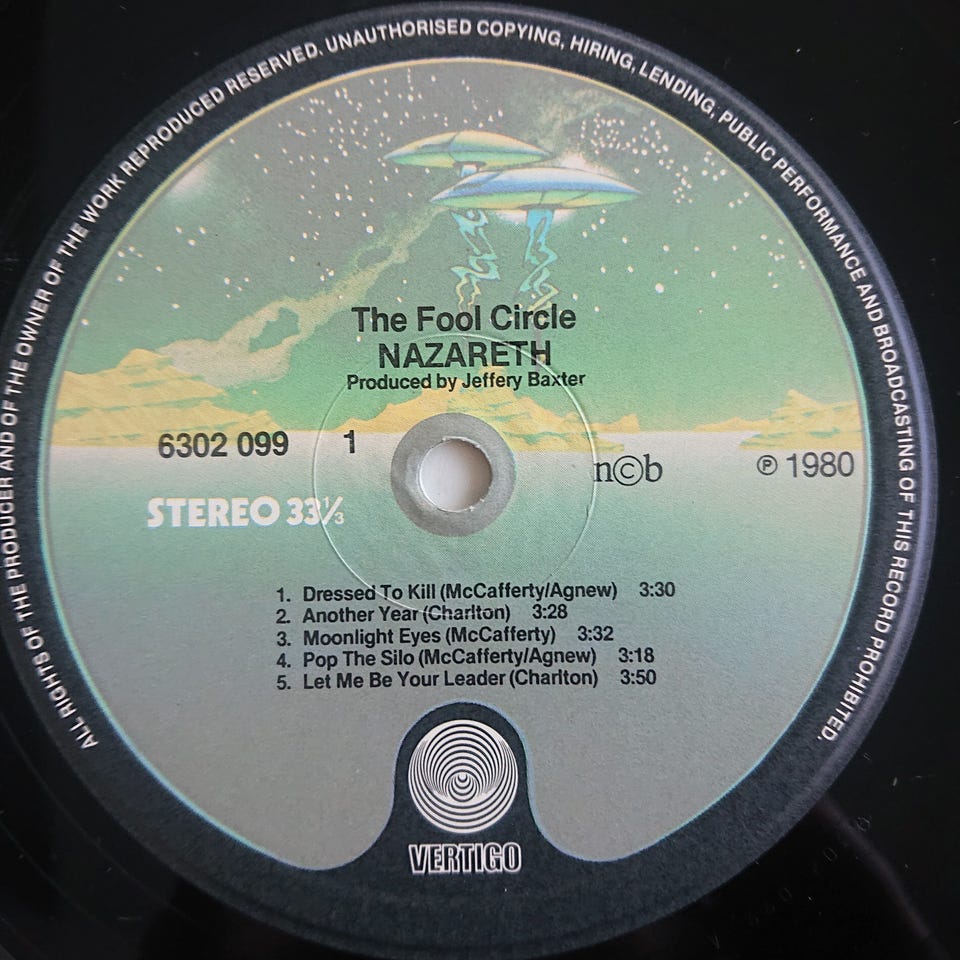 ALL RIGHTS OF THE PRODUCER AND OF THE OWNER OF THE WORK REPRODUCED RESERVED. UNAUTHORISED COPYING, HIRING, LENDING, PUBLIC PERFORMANCE AND BROADCASTING OF THIS RECORD PROHIBITED.
The Fool Circle
NAZARETH
Produced by Jeffery Baxter
6302 099 1
n©b ℗ 1980
STEREO 33⅓
1. Dressed To Kill (McCafferty/Agnew) 3:30
2. Another Year (Charlton) 3:28
3. Moonlight Eyes (McCafferty) 3:32
4. Pop The Silo (McCafferty/Agnew) 3:18
5. Let Me Be Your Leader (Charlton) 3:50
VERTIGO